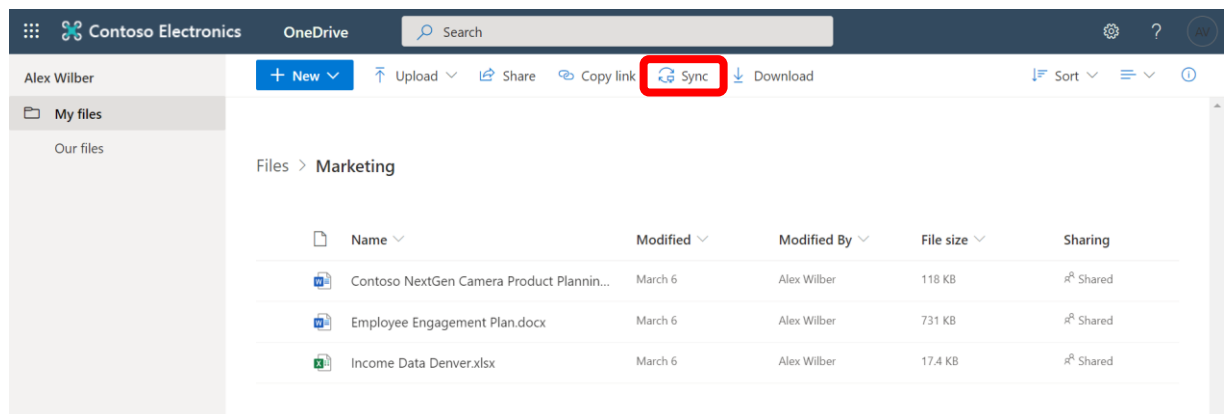 Contoso Electronics OneDrive Search ? AV
Alex Wilber + New Upload Share Copy link Sync Download Sort
My files
Our files
Files > Marketing
Name Modified Modified By File size Sharing
Contoso NextGen Camera Product Plannin... March 6 Alex Wilber 118 KB Shared
Employee Engagement Plan.docx March 6 Alex Wilber 731 KB Shared
Income Data Denver.xlsx March 6 Alex Wilber 17.4 KB Shared